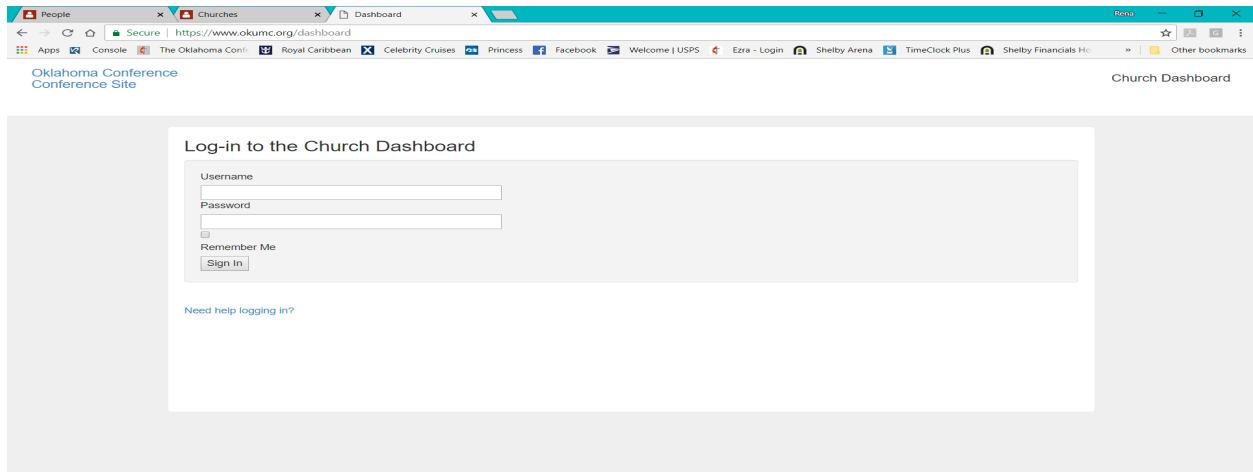 People
Churches
Dashboard
Rena
Secure | https://www.okumc.org/dashboard
Apps Console The Oklahoma Conf Royal Caribbean Celebrity Cruises Princess Facebook Welcome | USPS Ezra - Login Shelby Arena TimeClock Plus Shelby Financials Ho » Other bookmarks
Oklahoma Conference
Conference Site
Church Dashboard
Log-in to the Church Dashboard
Username
Password
Remember Me
Sign In
Need help logging in?